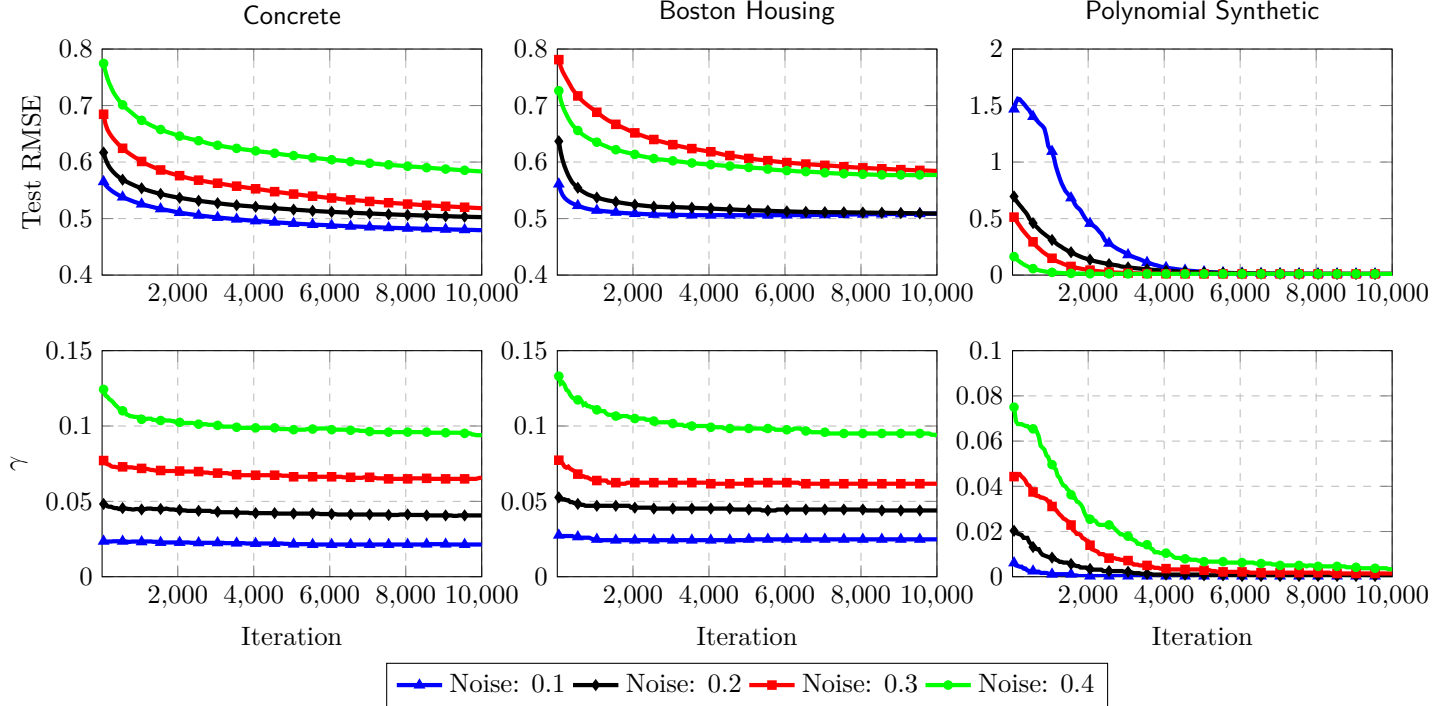 Concrete
Boston Housing
Polynomial Synthetic
Test RMSE
0.8
0.7
0.6
0.5
0.4
2,000 4,000 6,000 8,000 10,000
0.8
0.7
0.6
0.5
0.4
2,000 4,000 6,000 8,000 10,000
2
1.5
1
0.5
0
2,000 4,000 6,000 8,000 10,000
γ
0.15
0.1
0.05
0
2,000 4,000 6,000 8,000 10,000
Iteration
0.15
0.1
0.05
0
2,000 4,000 6,000 8,000 10,000
Iteration
0.1
0.08
0.06
0.04
0.02
0
2,000 4,000 6,000 8,000 10,000
Iteration
Noise: 0.1 Noise: 0.2 Noise: 0.3 Noise: 0.4